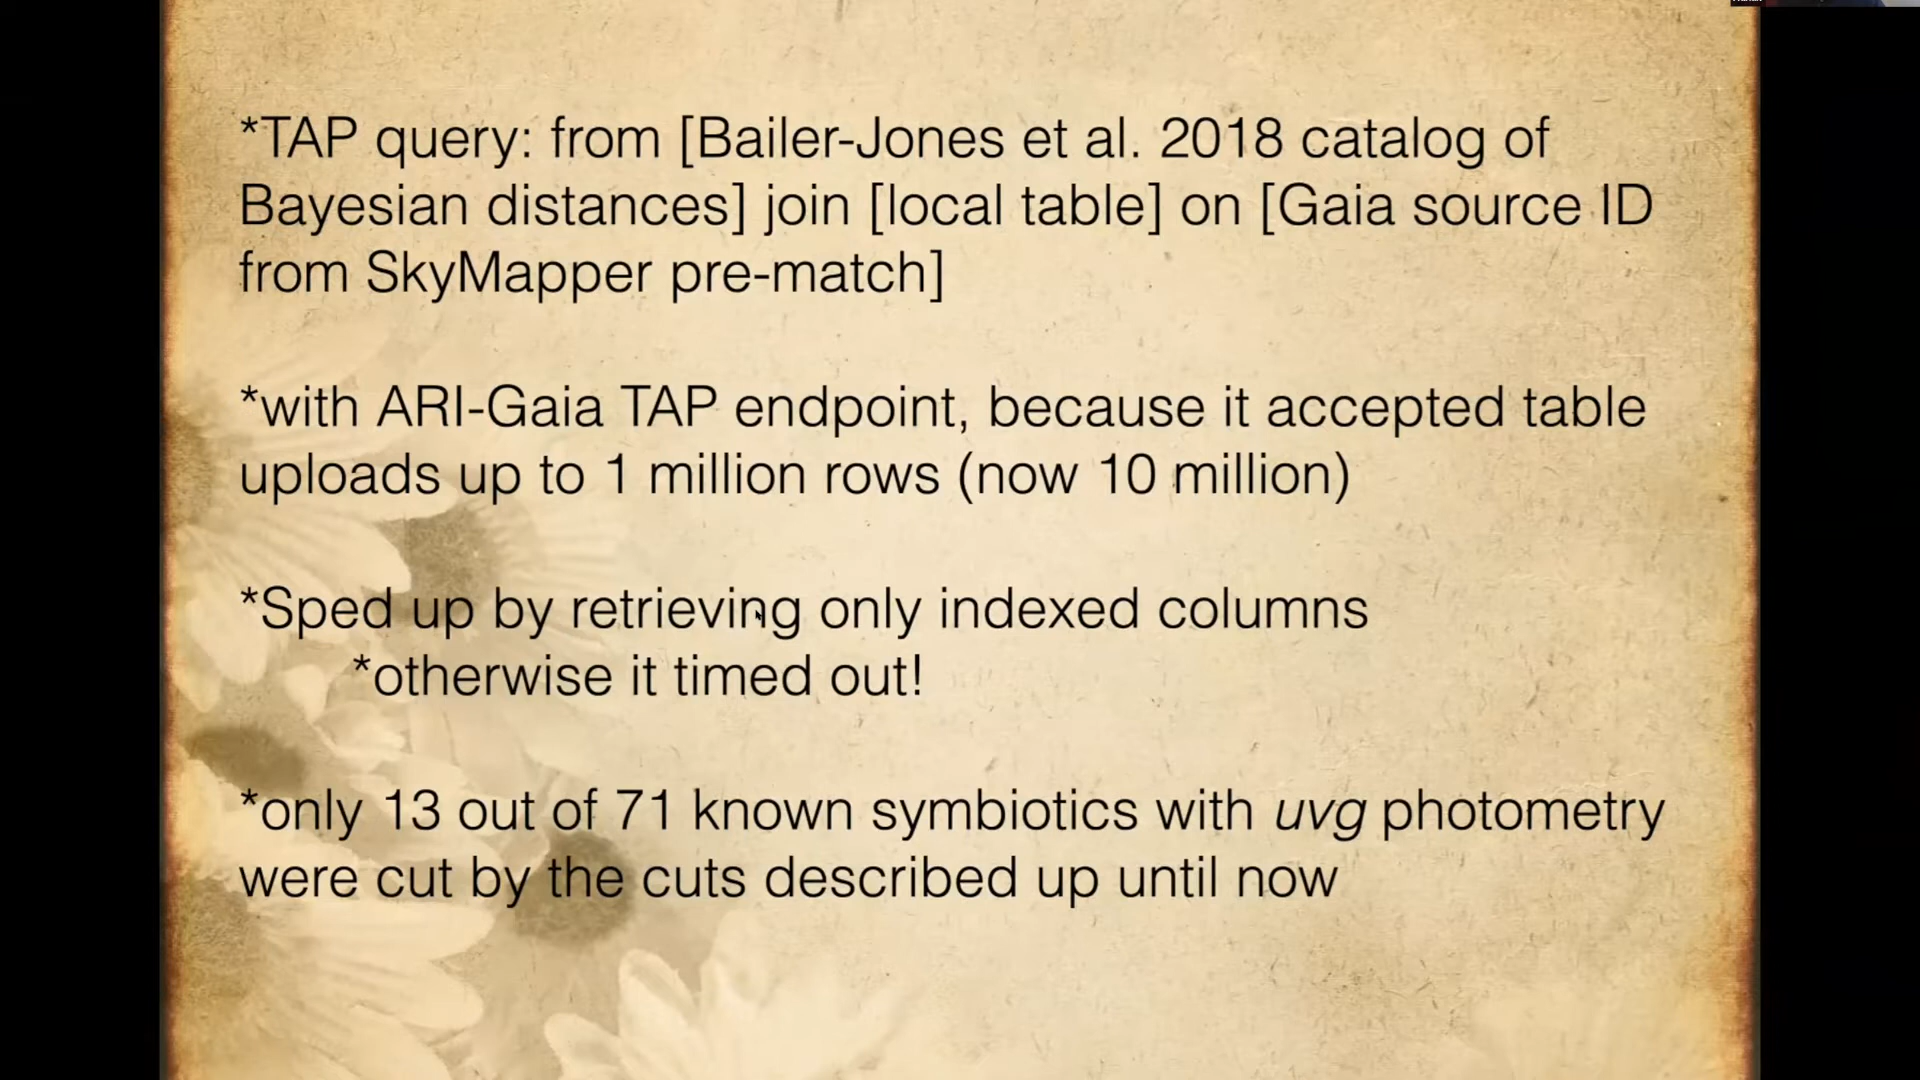 *TAP query: from [Bailer-Jones et al. 2018 catalog of
Bayesian distances] join [local table] on [Gaia source ID
from SkyMapper pre-match]
*with ARI-Gaia TAP endpoint, because it accepted table
uploads up to 1 million rows (now 10 million)
*Sped up by retrieving only indexed columns
*otherwise it timed out!
*only 13 out of 71 known symbiotics with uvg photometry
were cut by the cuts described up until now